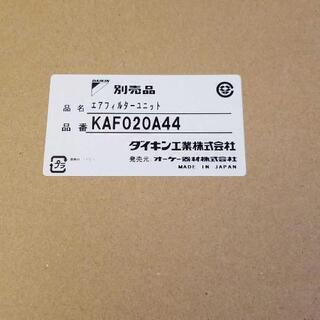 DAIKIN 別売品
品名 エアフィルターユニット
品番 KAF020A44
ダイキン工業株式会社
発売元 オーケー器材株式会社
MADE IN JAPAN
プラ